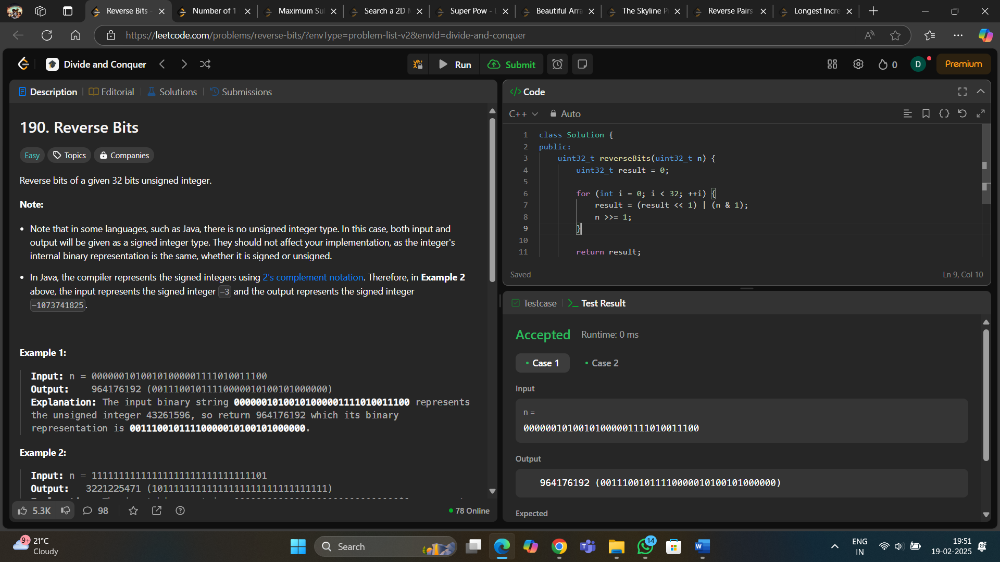 Reverse Bits -
Number of 1
Maximum Su
Search a 2D M
Super Pow - L
Beautiful Arra
The Skyline P
Reverse Pairs
Longest Incre
https://leetcode.com/problems/reverse-bits/?envType=problem-list-v2&envId=divide-and-conquer
Divide and Conquer
Run
Submit
0
D
Premium
Description
Editorial
Solutions
Submissions
190. Reverse Bits
Easy
Topics
Companies
Reverse bits of a given 32 bits unsigned integer.
Note:
• Note that in some languages, such as Java, there is no unsigned integer type. In this case, both input and
output will be given as a signed integer type. They should not affect your implementation, as the integer's
internal binary representation is the same, whether it is signed or unsigned.
• In Java, the compiler represents the signed integers using 2's complement notation. Therefore, in Example 2
above, the input represents the signed integer -3 and the output represents the signed integer
-1073741825.
Example 1:
Input: n = 00000010100101000001111010011100
Output:    964176192 (00111001011110000010100101000000)
Explanation: The input binary string 00000010100101000001111010011100 represents
the unsigned integer 43261596, so return 964176192 which its binary
representation is 00111001011110000010100101000000.
Example 2:
Input: n = 11111111111111111111111111111101
Output:   3221225471 (10111111111111111111111111111111)
5.3K
98
78 Online
Code
C++
Auto
1 class Solution {
2 public:
3     uint32_t reverseBits(uint32_t n) {
4         uint32_t result = 0;
5
6         for (int i = 0; i < 32; ++i) {
7             result = (result << 1) | (n & 1);
8             n >>= 1;
9         }
10
11         return result;
Saved
Ln 9, Col 10
Testcase
Test Result
Accepted
Runtime: 0 ms
• Case 1
• Case 2
Input
n =
00000010100101000001111010011100
Output
964176192 (00111001011110000010100101000000)
Expected
9+
21°C
Cloudy
Search
14
ENG
IN
19:51
19-02-2025